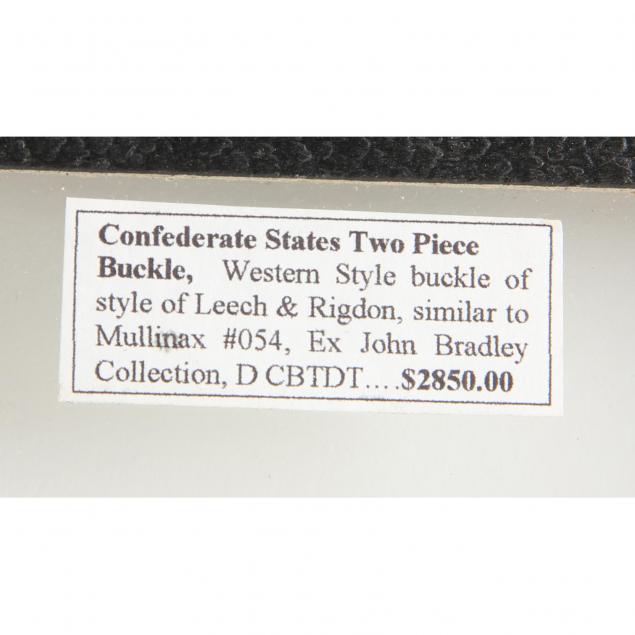 Confederate States Two Piece
Buckle, Western Style buckle of
style of Leech & Rigdon, similar to
Mullinax #054, Ex John Bradley
Collection, D CBTDT....$2850.00